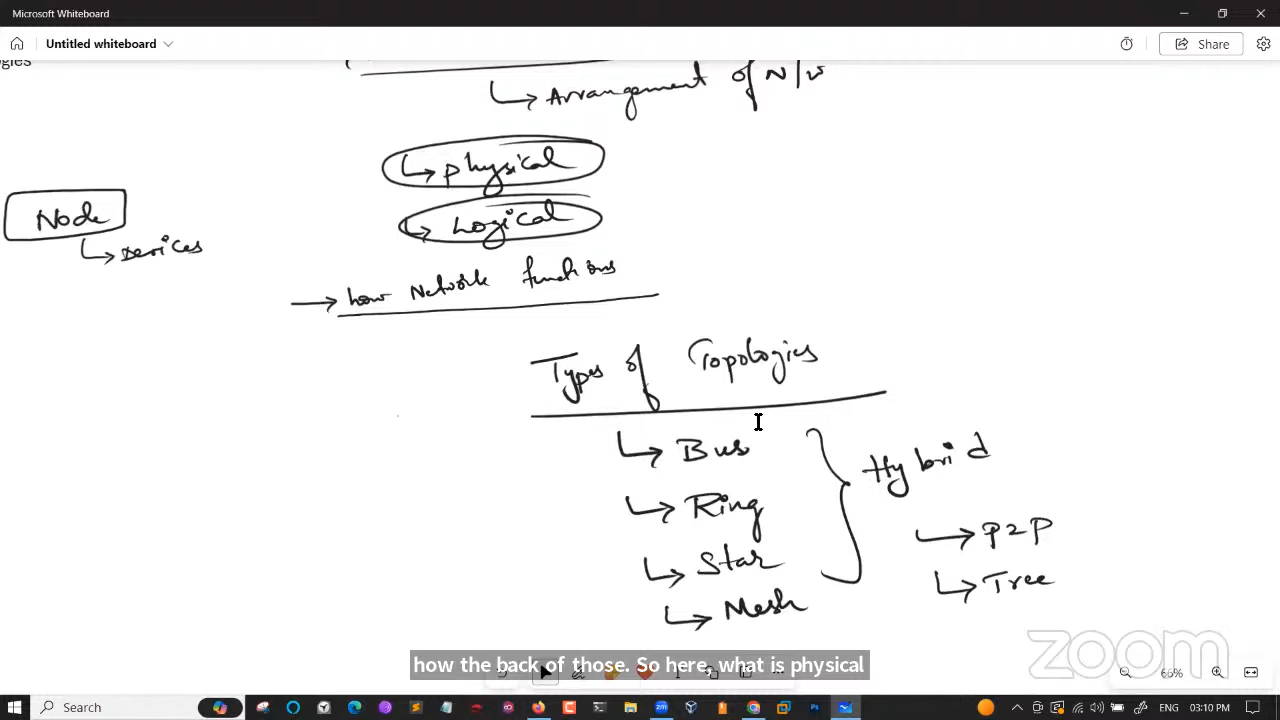 Microsoft Whiteboard
Untitled whiteboard
Share
gies
Arrangement of N/w
Physical
Logical
Node
Devices
how Network functions
Types of Topologies
Bus
Ring
Star
Mesh
Hybrid
P2P
Tree
zoom
how the back of those. So here, what is physical
66%
Search
ENG
03:10 PM